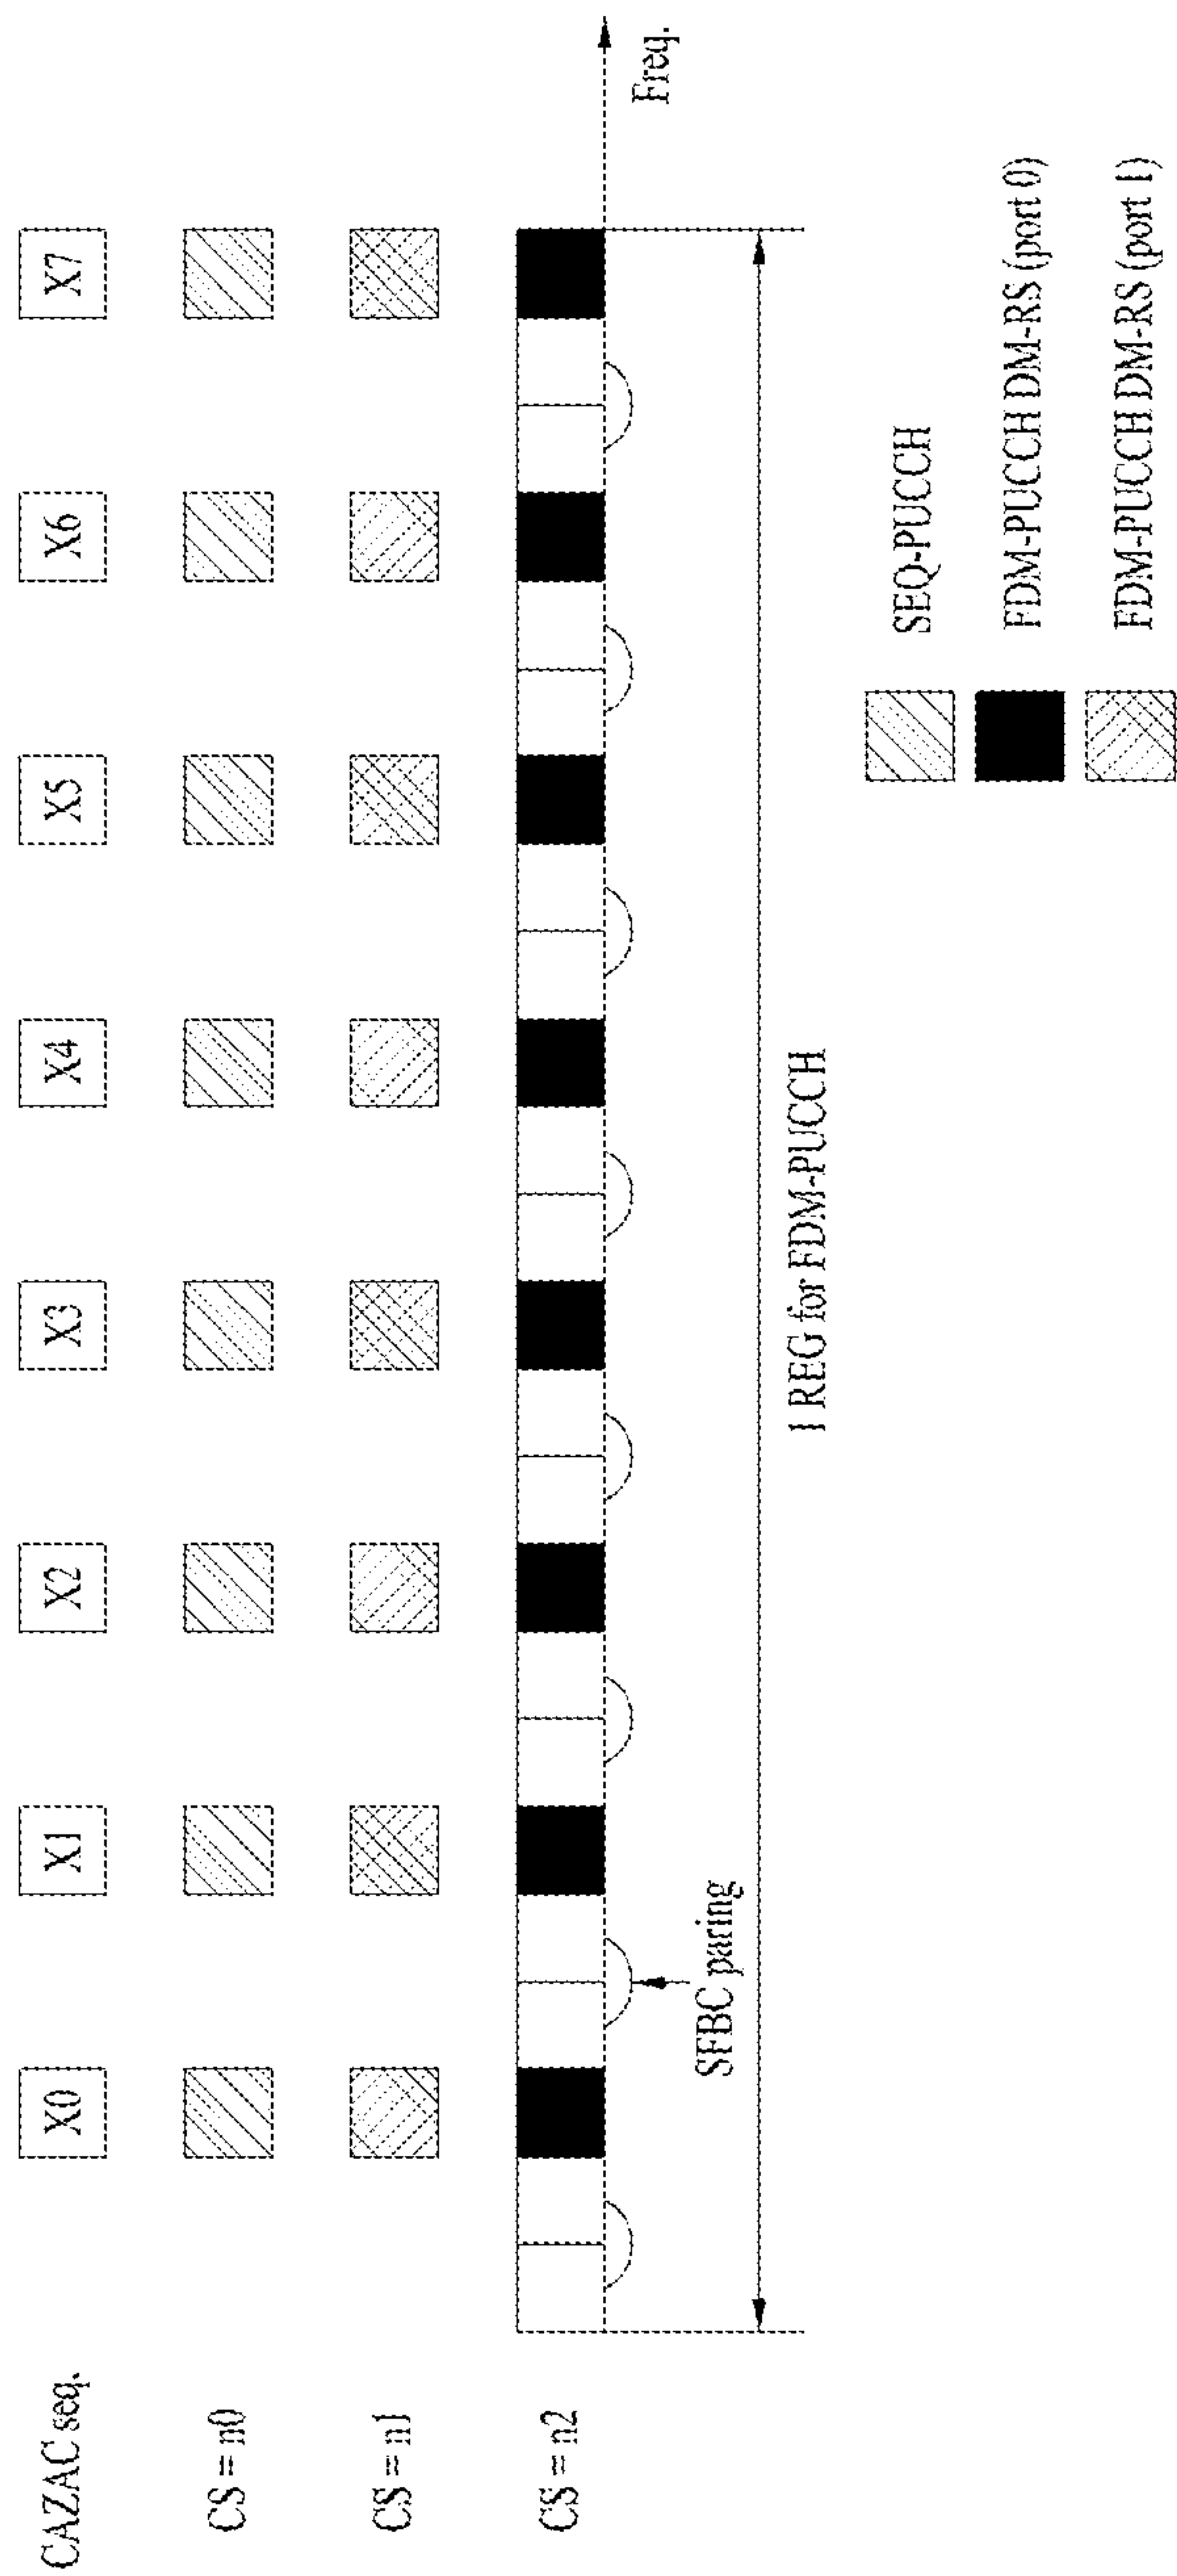 CAZAC seq.
X0
X1
X2
X3
X4
X5
X6
X7
CS = n0
CS = n1
CS = n2
Freq.
SFBC paring
1 REG for FDM-PUCCH
SEQ-PUCCH
FDM-PUCCH DM-RS (port 0)
FDM-PUCCH DM-RS (port 1)